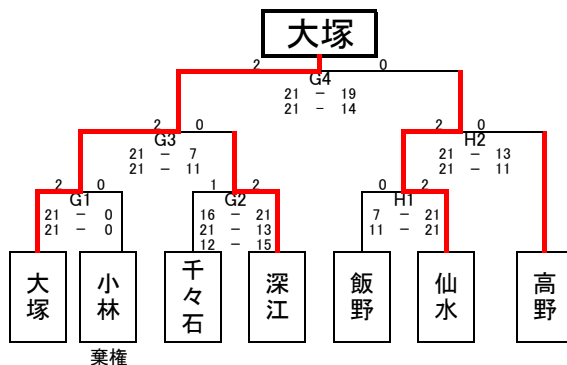 大塚
2 0
G4
21 − 19
21 − 14
2 0
G3
21 − 7
21 − 11
2 0
H2
21 − 13
21 − 11
2 0
G1
21 − 0
21 − 0
1 2
G2
16 − 21
21 − 13
12 − 15
0 2
H1
7 − 21
11 − 21
大塚
小林
千々石
深江
飯野
仙水
高野
棄権